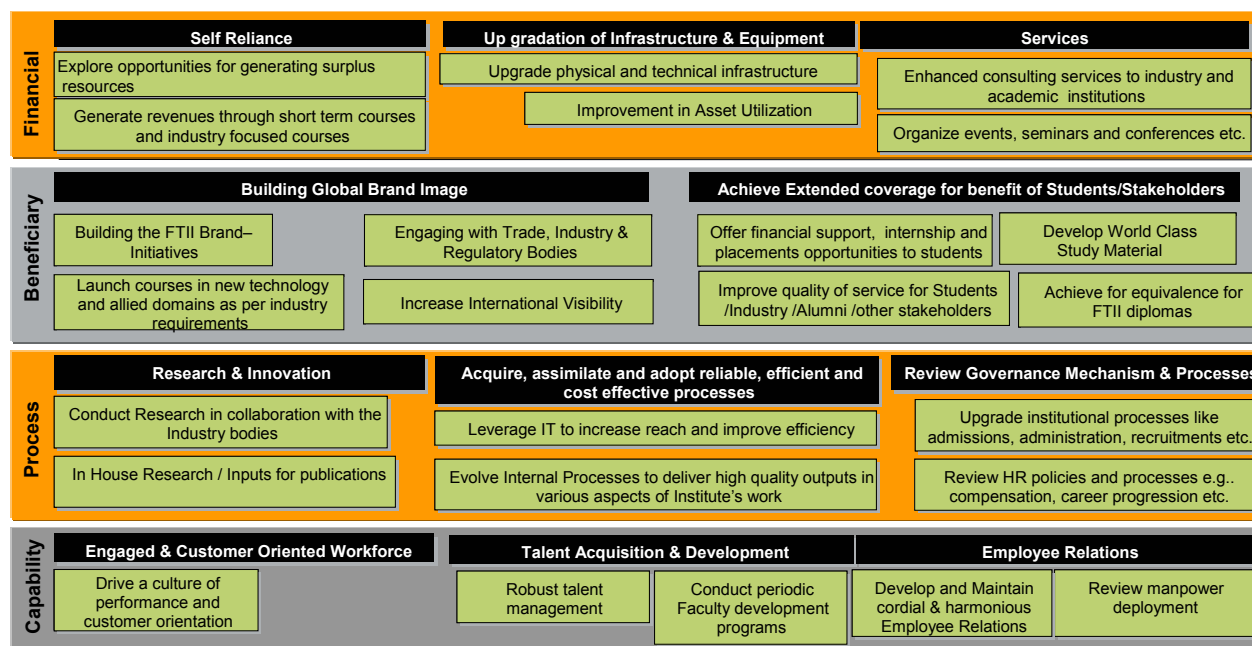 Financial
Self Reliance
Explore opportunities for generating surplus
resources
Generate revenues through short term courses
and industry focused courses
Up gradation of Infrastructure & Equipment
Upgrade physical and technical infrastructure
Improvement in Asset Utilization
Services
Enhanced consulting services to industry and
academic institutions
Organize events, seminars and conferences etc.
Beneficiary
Building Global Brand Image
Building the FTII Brand–
Initiatives
Engaging with Trade, Industry &
Regulatory Bodies
Launch courses in new technology
and allied domains as per industry
requirements
Increase International Visibility
Achieve Extended coverage for benefit of Students/Stakeholders
Offer financial support, internship and
placements opportunities to students
Develop World Class
Study Material
Improve quality of service for Students
/Industry /Alumni /other stakeholders
Achieve for equivalence for
FTII diplomas
Process
Research & Innovation
Conduct Research in collaboration with the
Industry bodies
In House Research / Inputs for publications
Acquire, assimilate and adopt reliable, efficient and
cost effective processes
Leverage IT to increase reach and improve efficiency
Evolve Internal Processes to deliver high quality outputs in
various aspects of Institute's work
Review Governance Mechanism & Processes
Upgrade institutional processes like
admissions, administration, recruitments etc.
Review HR policies and processes e.g..
compensation, career progression etc.
Capability
Engaged & Customer Oriented Workforce
Drive a culture of
performance and
customer orientation
Talent Acquisition & Development
Robust talent
management
Conduct periodic
Faculty development
programs
Employee Relations
Develop and Maintain
cordial & harmonious
Employee Relations
Review manpower
deployment